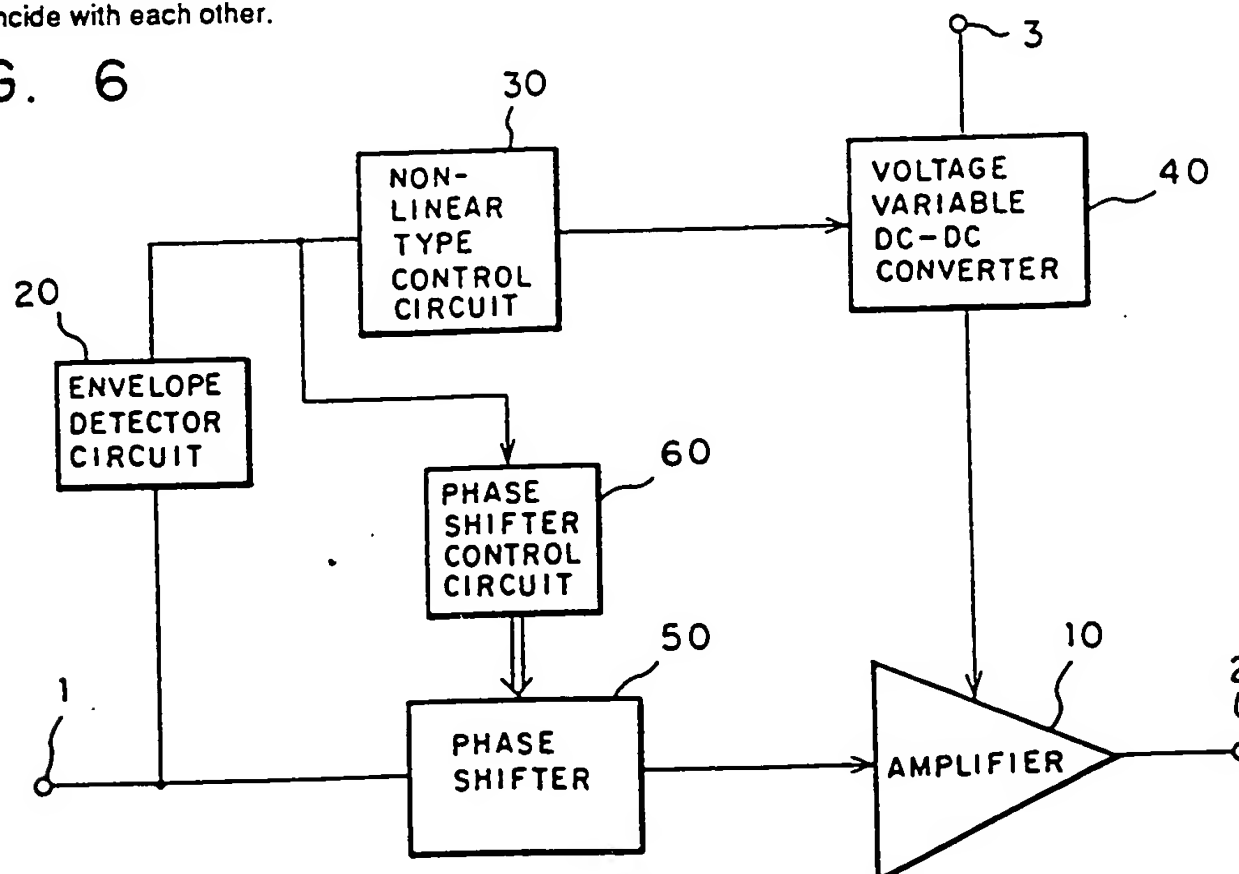 ncide with each other.
G. 6
3
30
NON-
LINEAR
TYPE
CONTROL
CIRCUIT
VOLTAGE
VARIABLE
DC-DC
CONVERTER
40
20
ENVELOPE
DETECTOR
CIRCUIT
60
PHASE
SHIFTER
CONTROL
CIRCUIT
50
10
2
1
PHASE
SHIFTER
AMPLIFIER